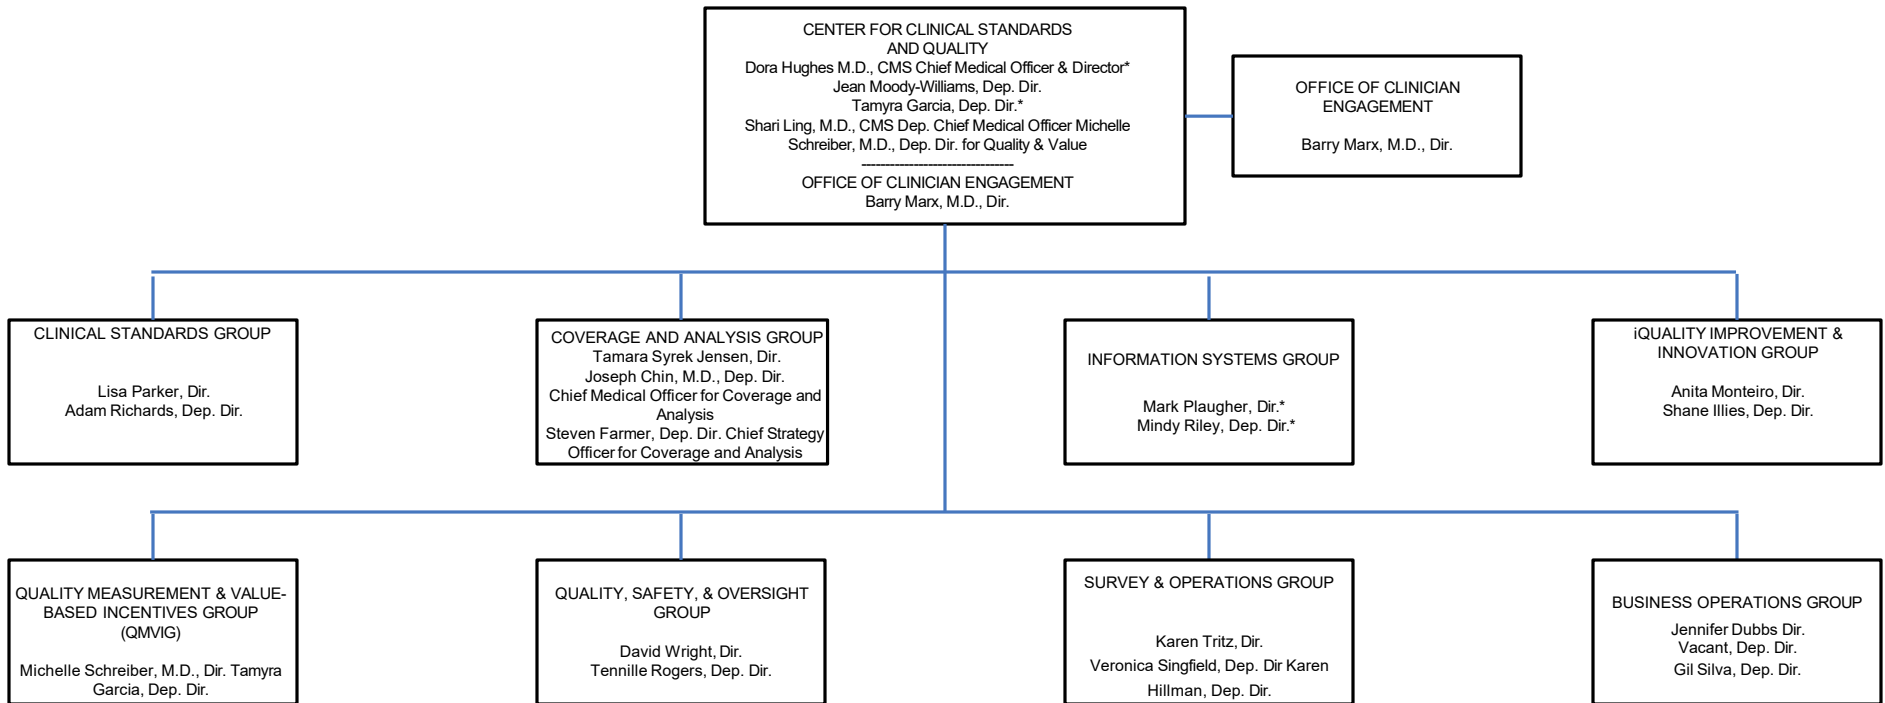 CENTER FOR CLINICAL STANDARDS
AND QUALITY
Dora Hughes M.D., CMS Chief Medical Officer & Director*
Jean Moody-Williams, Dep. Dir.
Tamyra Garcia, Dep. Dir.*
Shari Ling, M.D., CMS Dep. Chief Medical Officer Michelle
Schreiber, M.D., Dep. Dir. for Quality & Value
--------------------------------
OFFICE OF CLINICIAN ENGAGEMENT
Barry Marx, M.D., Dir.
OFFICE OF CLINICIAN
ENGAGEMENT
Barry Marx, M.D., Dir.
CLINICAL STANDARDS GROUP
Lisa Parker, Dir.
Adam Richards, Dep. Dir.
COVERAGE AND ANALYSIS GROUP
Tamara Syrek Jensen, Dir.
Joseph Chin, M.D., Dep. Dir.
Chief Medical Officer for Coverage and
Analysis
Steven Farmer, Dep. Dir. Chief Strategy
Officer for Coverage and Analysis
INFORMATION SYSTEMS GROUP
Mark Plaugher, Dir.*
Mindy Riley, Dep. Dir.*
iQUALITY IMPROVEMENT &
INNOVATION GROUP
Anita Monteiro, Dir.
Shane Illies, Dep. Dir.
QUALITY MEASUREMENT & VALUE-
BASED INCENTIVES GROUP
(QMVIG)
Michelle Schreiber, M.D., Dir. Tamyra
Garcia, Dep. Dir.
QUALITY, SAFETY, & OVERSIGHT
GROUP
David Wright, Dir.
Tennille Rogers, Dep. Dir.
SURVEY & OPERATIONS GROUP
Karen Tritz, Dir.
Veronica Singfield, Dep. Dir Karen
Hillman, Dep. Dir.
BUSINESS OPERATIONS GROUP
Jennifer Dubbs Dir.
Vacant, Dep. Dir.
Gil Silva, Dep. Dir.